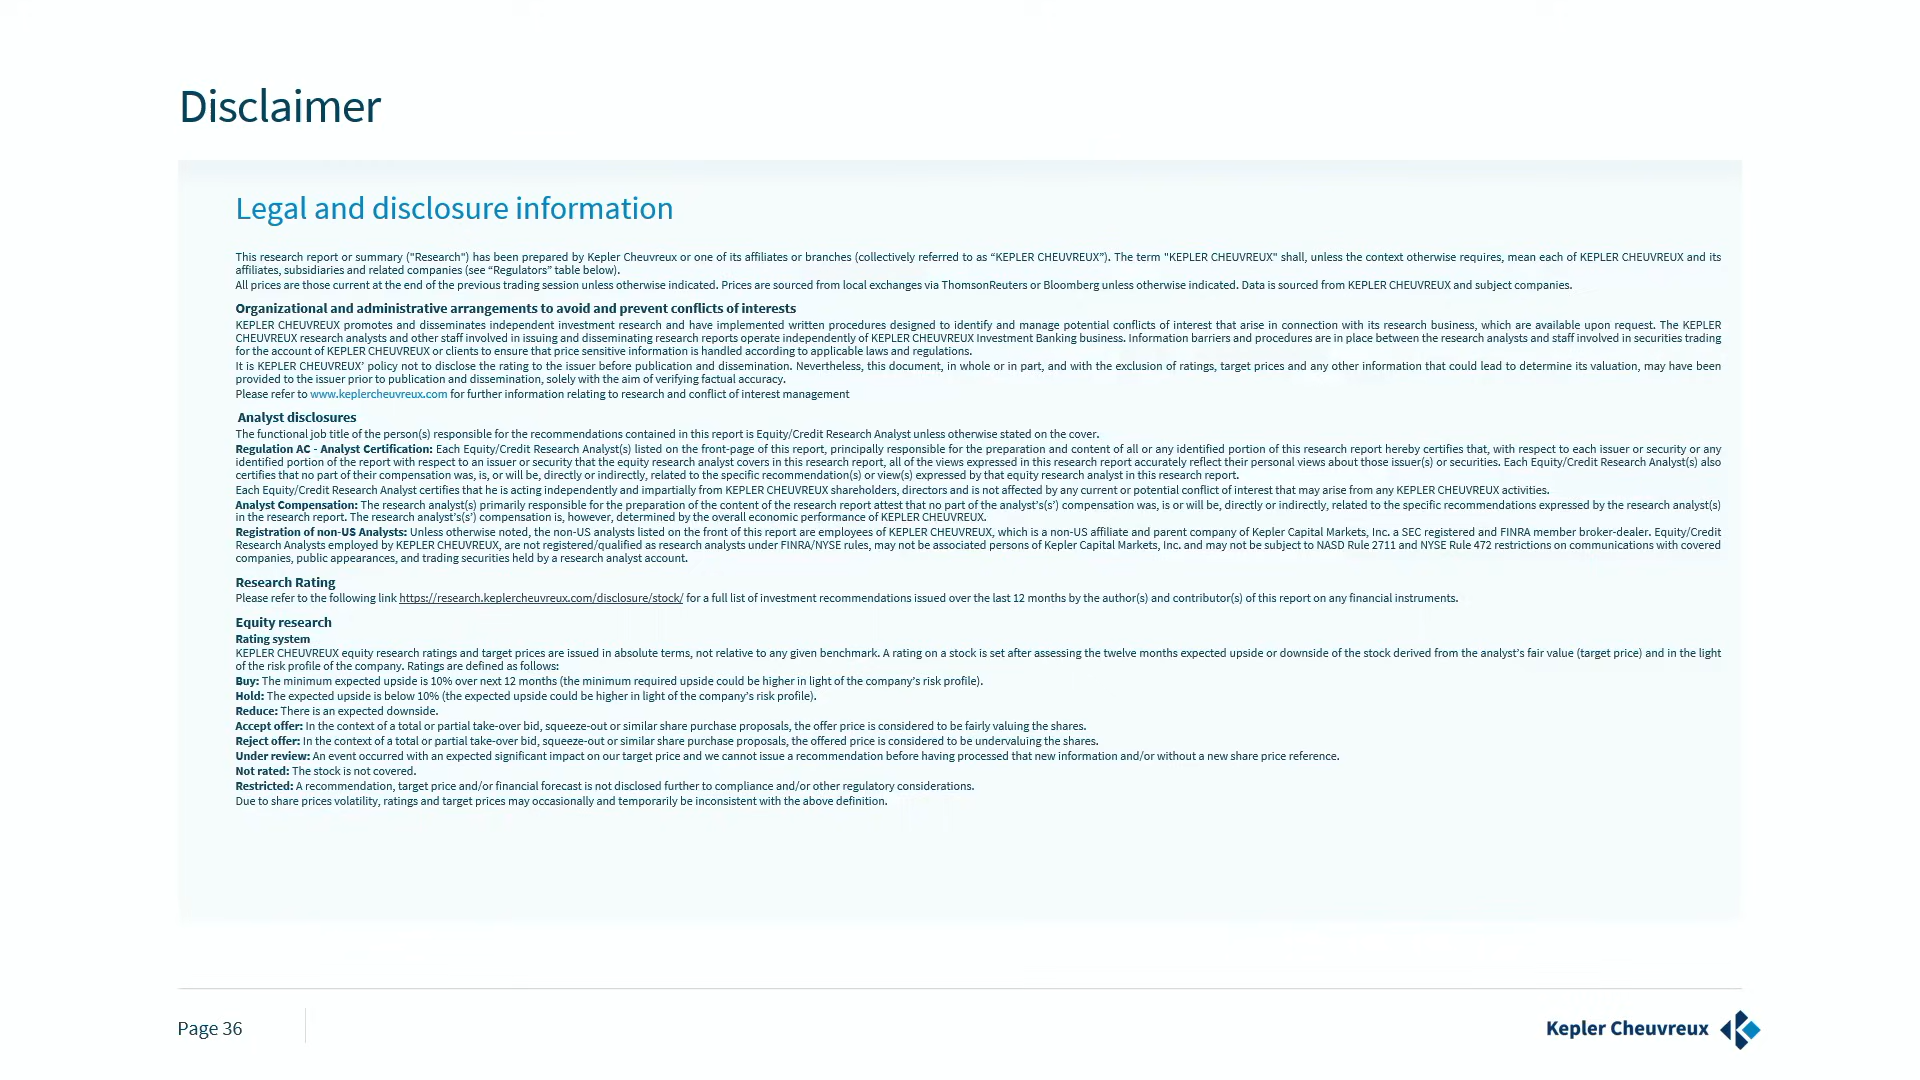 Disclaimer
Legal and disclosure information
This research report or summary ("Research") has been prepared by Kepler Cheuvreux or one of its affiliates or branches (collectively referred to as “KEPLER CHEUVREUX”). The term "KEPLER CHEUVREUX" shall, unless the context otherwise requires, mean each of KEPLER CHEUVREUX and its
affiliates, subsidiaries and related companies (see “Regulators” table below).
All prices are those current at the end of the previous trading session unless otherwise indicated. Prices are sourced from local exchanges via ThomsonReuters or Bloomberg unless otherwise indicated. Data is sourced from KEPLER CHEUVREUX and subject companies.
Organizational and administrative arrangements to avoid and prevent conflicts of interests
KEPLER CHEUVREUX promotes and disseminates independent investment research and have implemented written procedures designed to identify and manage potential conflicts of interest that arise in connection with its research business, which are available upon request. The KEPLER
CHEUVREUX research analysts and other staff involved in issuing and disseminating research reports operate independently of KEPLER CHEUVREUX Investment Banking business. Information barriers and procedures are in place between the research analysts and staff involved in securities trading
for the account of KEPLER CHEUVREUX or clients to ensure that price sensitive information is handled according to applicable laws and regulations.
It is KEPLER CHEUVREUX’ policy not to disclose the rating to the issuer before publication and dissemination. Nevertheless, this document, in whole or in part, and with the exclusion of ratings, target prices and any other information that could lead to determine its valuation, may have been
provided to the issuer prior to publication and dissemination, solely with the aim of verifying factual accuracy.
Please refer to www.keplercheuvreux.com for further information relating to research and conflict of interest management
Analyst disclosures
The functional job title of the person(s) responsible for the recommendations contained in this report is Equity/Credit Research Analyst unless otherwise stated on the cover.
Regulation AC - Analyst Certification: Each Equity/Credit Research Analyst(s) listed on the front-page of this report, principally responsible for the preparation and content of all or any identified portion of this research report hereby certifies that, with respect to each issuer or security or any
identified portion of the report with respect to an issuer or security that the equity research analyst covers in this research report, all of the views expressed in this research report accurately reflect their personal views about those issuer(s) or securities. Each Equity/Credit Research Analyst(s) also
certifies that no part of their compensation was, is, or will be, directly or indirectly, related to the specific recommendation(s) or view(s) expressed by that equity research analyst in this research report.
Each Equity/Credit Research Analyst certifies that he is acting independently and impartially from KEPLER CHEUVREUX shareholders, directors and is not affected by any current or potential conflict of interest that may arise from any KEPLER CHEUVREUX activities.
Analyst Compensation: The research analyst(s) primarily responsible for the preparation of the content of the research report attest that no part of the analyst’s(s’) compensation was, is or will be, directly or indirectly, related to the specific recommendations expressed by the research analyst(s)
in the research report. The research analyst’s(s’) compensation is, however, determined by the overall economic performance of KEPLER CHEUVREUX.
Registration of non-US Analysts: Unless otherwise noted, the non-US analysts listed on the front of this report are employees of KEPLER CHEUVREUX, which is a non-US affiliate and parent company of Kepler Capital Markets, Inc. a SEC registered and FINRA member broker-dealer. Equity/Credit
Research Analysts employed by KEPLER CHEUVREUX, are not registered/qualified as research analysts under FINRA/NYSE rules, may not be associated persons of Kepler Capital Markets, Inc. and may not be subject to NASD Rule 2711 and NYSE Rule 472 restrictions on communications with covered
companies, public appearances, and trading securities held by a research analyst account.
Research Rating
Please refer to the following link https://research.keplercheuvreux.com/disclosure/stock/ for a full list of investment recommendations issued over the last 12 months by the author(s) and contributor(s) of this report on any financial instruments.
Equity research
Rating system
KEPLER CHEUVREUX equity research ratings and target prices are issued in absolute terms, not relative to any given benchmark. A rating on a stock is set after assessing the twelve months expected upside or downside of the stock derived from the analyst’s fair value (target price) and in the light
of the risk profile of the company. Ratings are defined as follows:
Buy: The minimum expected upside is 10% over next 12 months (the minimum required upside could be higher in light of the company’s risk profile).
Hold: The expected upside is below 10% (the expected upside could be higher in light of the company’s risk profile).
Reduce: There is an expected downside.
Accept offer: In the context of a total or partial take-over bid, squeeze-out or similar share purchase proposals, the offer price is considered to be fairly valuing the shares.
Reject offer: In the context of a total or partial take-over bid, squeeze-out or similar share purchase proposals, the offered price is considered to be undervaluing the shares.
Under review: An event occurred with an expected significant impact on our target price and we cannot issue a recommendation before having processed that new information and/or without a new share price reference.
Not rated: The stock is not covered.
Restricted: A recommendation, target price and/or financial forecast is not disclosed further to compliance and/or other regulatory considerations.
Due to share prices volatility, ratings and target prices may occasionally and temporarily be inconsistent with the above definition.
Page 36
Kepler Cheuvreux